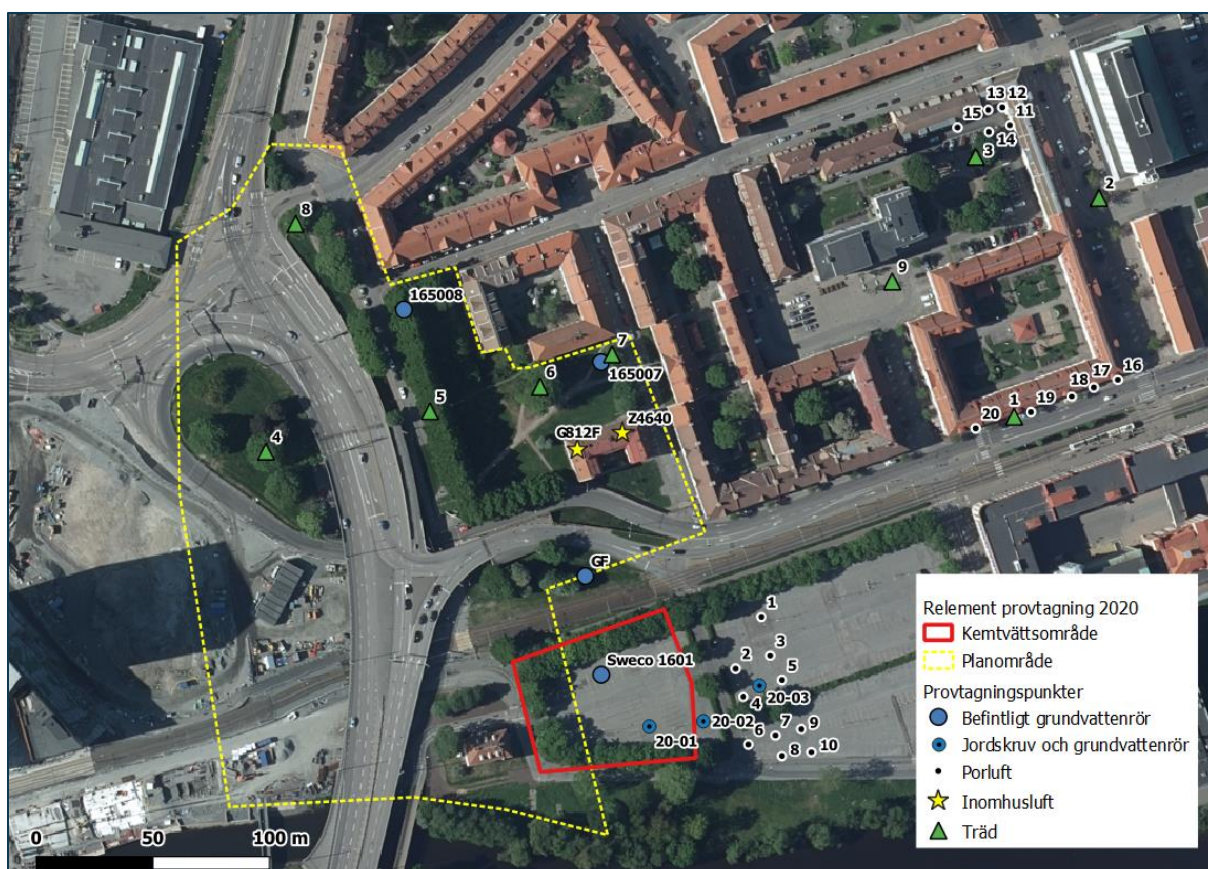 13 12
15 11
14
3
2
8
165008
9
7
165007
6
5
17 16
18
19
1
20
Z4640
G812F
4
GF
1
Sweco 1601
2 3
5
4 20-03
20-02
20-01
6 7 9
8 10
Relement provtagning 2020
Kemtvättsområde
Planområde
Provtagningspunkter
Befintligt grundvattenrör
Jordskruv och grundvattenrör
Porluft
Inomhusluft
Träd
0 50 100 m